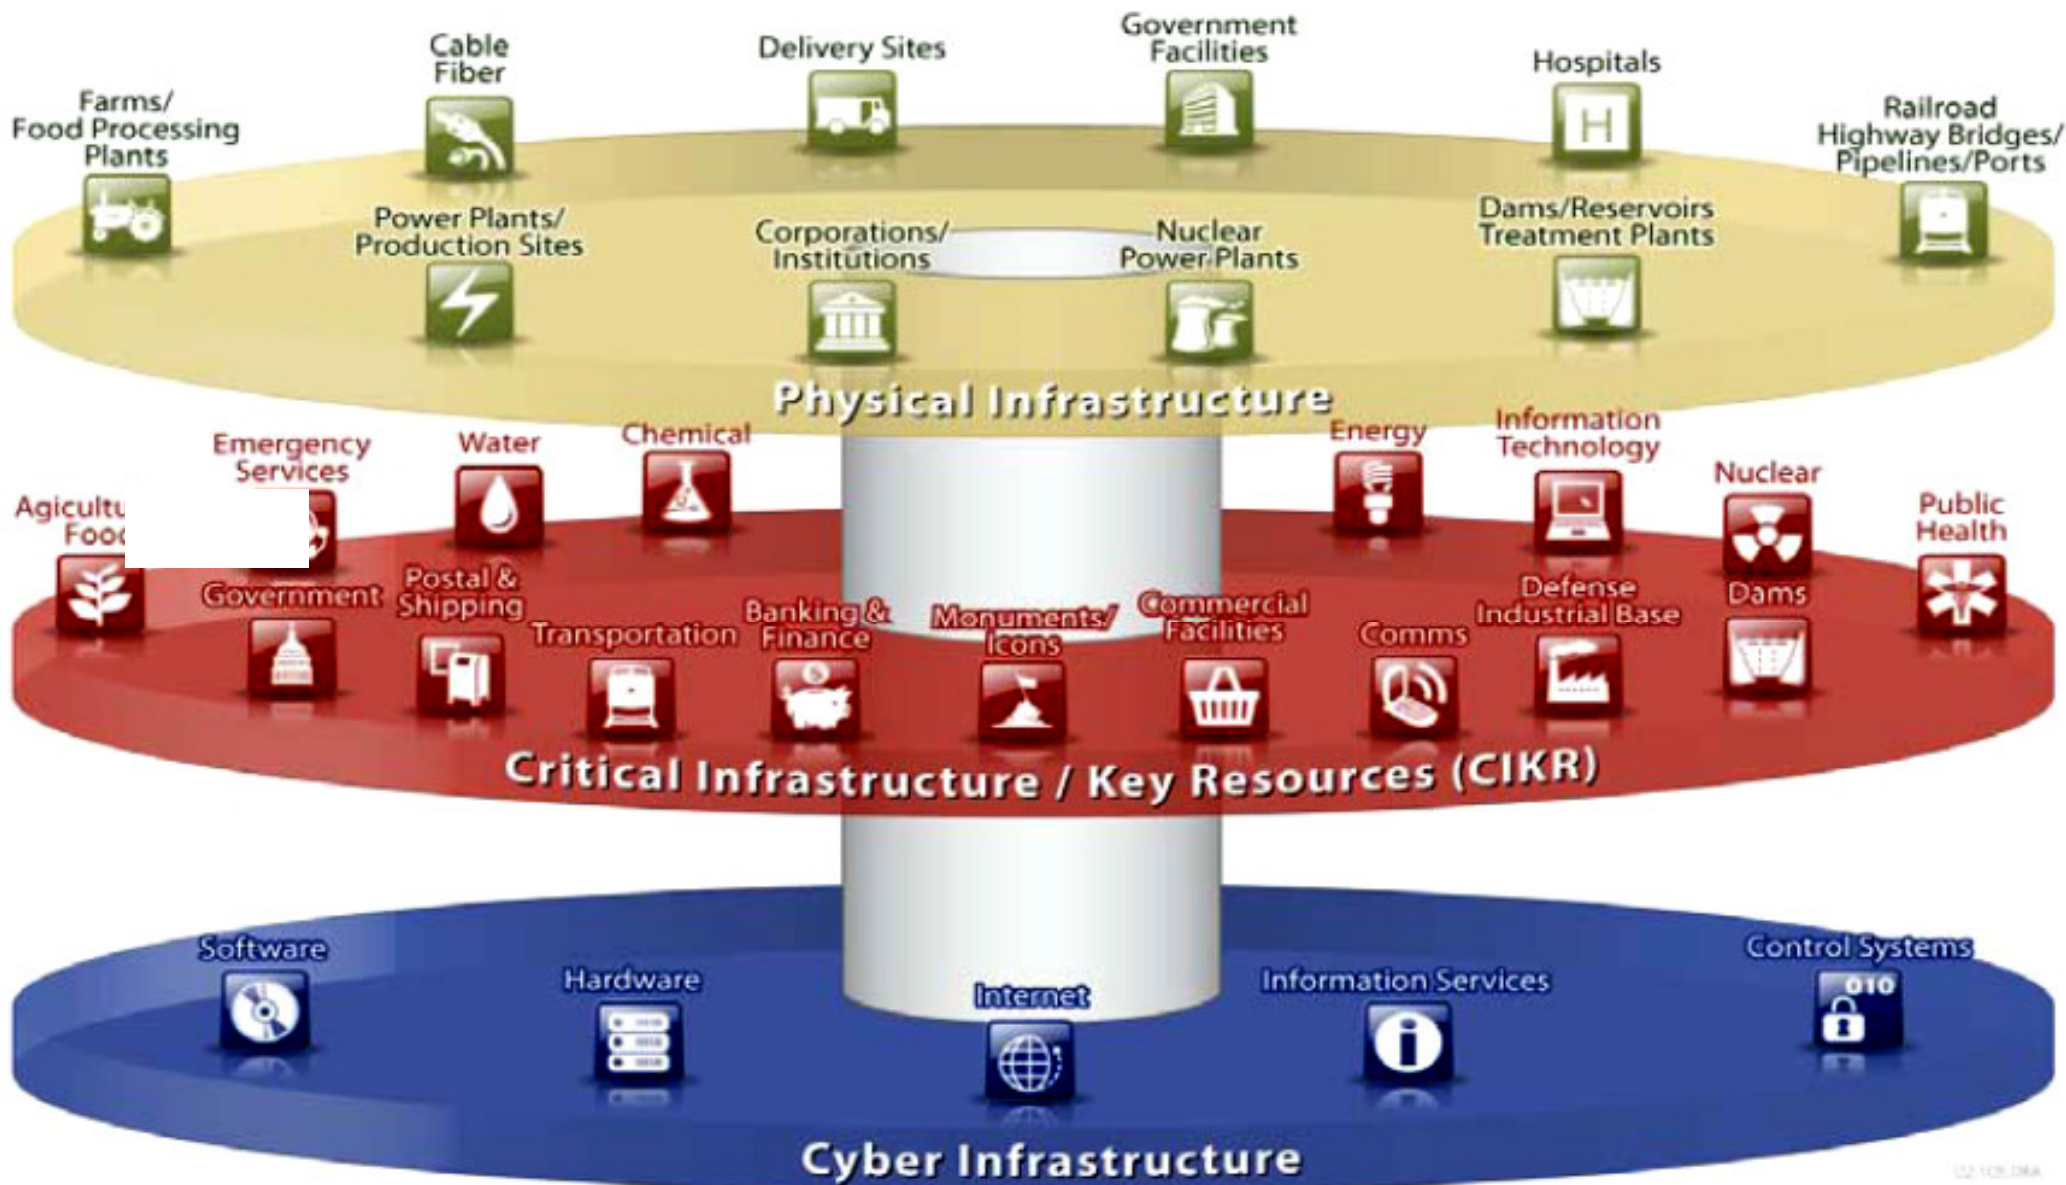 Cable
Fiber
Delivery Sites
Government
Facilities
Hospitals
Farms/
Food Processing
Plants
Railroad
Highway Bridges/
Pipelines/Ports
Power Plants/
Production Sites
Corporations/
Institutions
Nuclear
Power Plants
Dams/Reservoirs
Treatment Plants
H
Physical Infrastructure
Emergency
Services
Water
Chemical
Energy
Information
Technology
Nuclear
Public
Health
Agicultu
Food
Government
Postal &
Shipping
Transportation
Banking &
Finance
Monuments/
Icons
Commercial
Facilities
Comms
Defense
Industrial Base
Dams
Critical Infrastructure / Key Resources (CIKR)
Software
Hardware
Internet
Information Services
Control Systems
i
010
Cyber Infrastructure